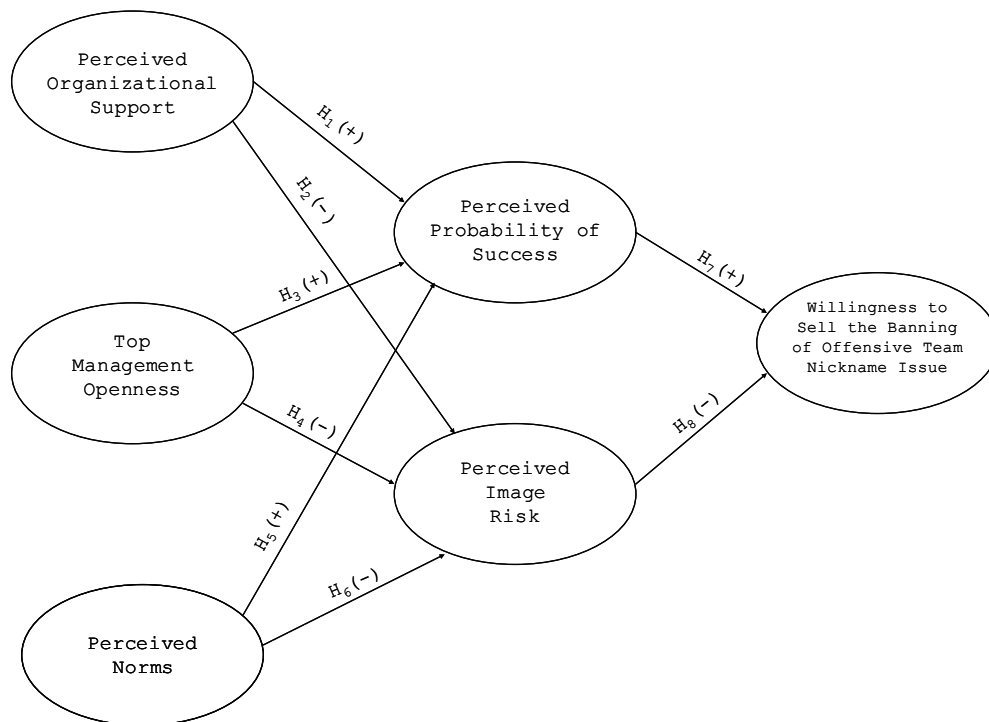 Perceived
Organizational
Support
H1(+)
H2(-)
Perceived
Probability of
Success
H3(+)
H7(+)
Top
Management
Openness
Willingness to
Sell the Banning
of Offensive Team
Nickname Issue
H4(-)
H8(-)
Perceived
Image
Risk
H5(+)
H6(-)
Perceived
Norms